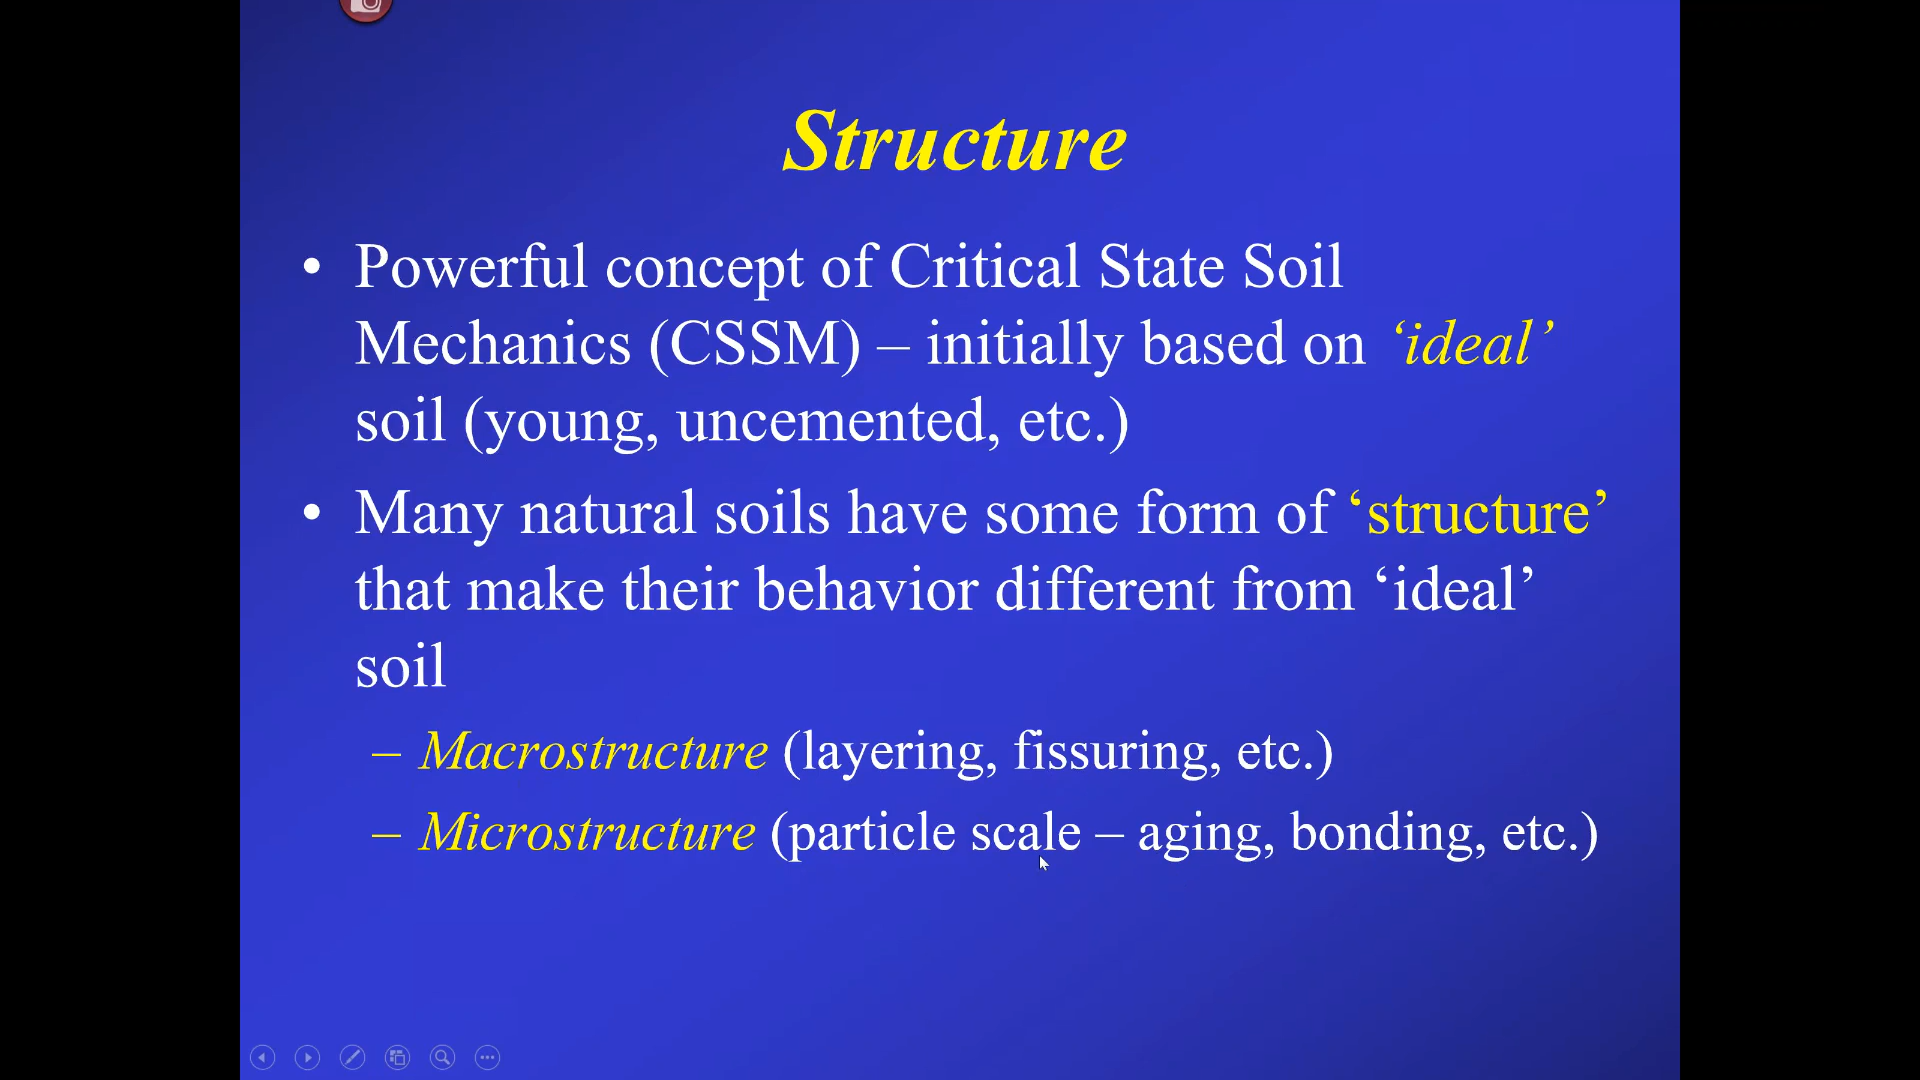 Structure
• Powerful concept of Critical State Soil
Mechanics (CSSM) – initially based on ‘ideal’
soil (young, uncemented, etc.)
• Many natural soils have some form of ‘structure’
that make their behavior different from ‘ideal’
soil
– Macrostructure (layering, fissuring, etc.)
– Microstructure (particle scale – aging, bonding, etc.)